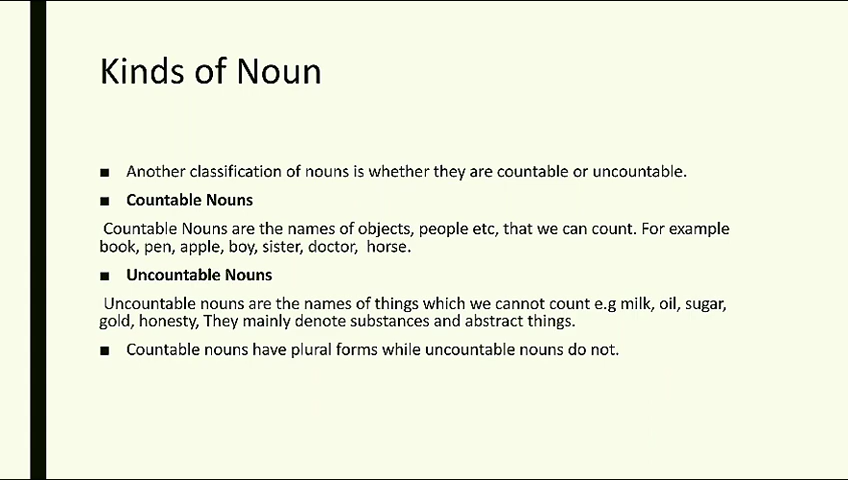 Kinds of Noun
■ Another classification of nouns is whether they are countable or uncountable.
■ Countable Nouns
Countable Nouns are the names of objects, people etc, that we can count. For example
book, pen, apple, boy, sister, doctor, horse.
■ Uncountable Nouns
Uncountable nouns are the names of things which we cannot count e.g milk, oil, sugar,
gold, honesty, They mainly denote substances and abstract things.
■ Countable nouns have plural forms while uncountable nouns do not.